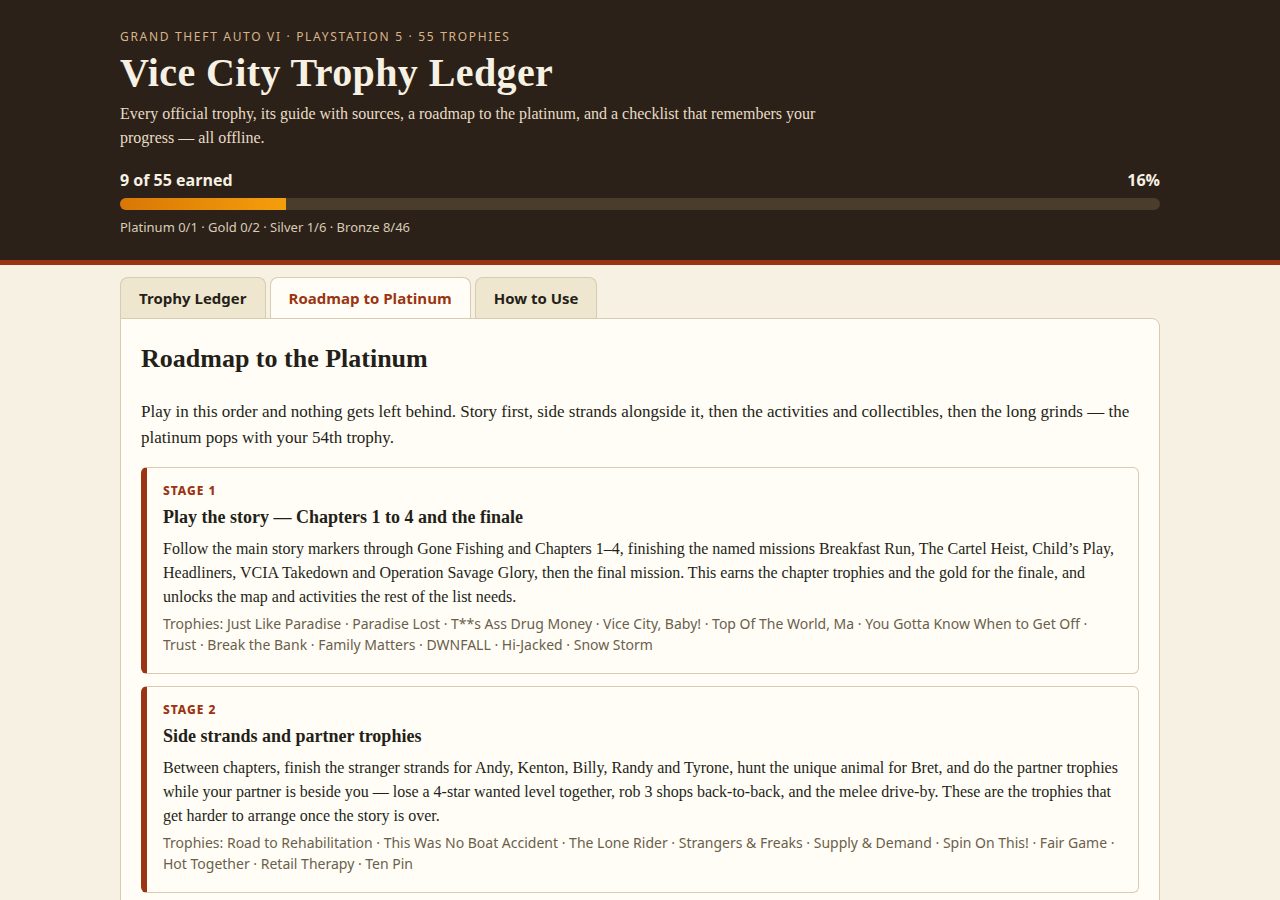 GRAND THEFT AUTO VI · PLAYSTATION 5 · 55 TROPHIES
Vice City Trophy Ledger
Every official trophy, its guide with sources, a roadmap to the platinum, and a checklist that remembers your
progress — all offline.
9 of 55 earned
16%
Platinum 0/1 · Gold 0/2 · Silver 1/6 · Bronze 8/46
Trophy Ledger
Roadmap to Platinum
How to Use
Roadmap to the Platinum
Play in this order and nothing gets left behind. Story first, side strands alongside it, then the activities and collectibles, then the long grinds — the
platinum pops with your 54th trophy.
STAGE 1
Play the story — Chapters 1 to 4 and the finale
Follow the main story markers through Gone Fishing and Chapters 1–4, finishing the named missions Breakfast Run, The Cartel Heist, Child’s Play,
Headliners, VCIA Takedown and Operation Savage Glory, then the final mission. This earns the chapter trophies and the gold for the finale, and
unlocks the map and activities the rest of the list needs.
Trophies: Just Like Paradise · Paradise Lost · T**s Ass Drug Money · Vice City, Baby! · Top Of The World, Ma · You Gotta Know When to Get Off ·
Trust · Break the Bank · Family Matters · DWNFALL · Hi-Jacked · Snow Storm
STAGE 2
Side strands and partner trophies
Between chapters, finish the stranger strands for Andy, Kenton, Billy, Randy and Tyrone, hunt the unique animal for Bret, and do the partner trophies
while your partner is beside you — lose a 4-star wanted level together, rob 3 shops back-to-back, and the melee drive-by. These are the trophies that
get harder to arrange once the story is over.
Trophies: Road to Rehabilitation · This Was No Boat Accident · The Lone Rider · Strangers & Freaks · Supply & Demand · Spin On This! · Fair Game ·
Hot Together · Retail Therapy · Ten Pin